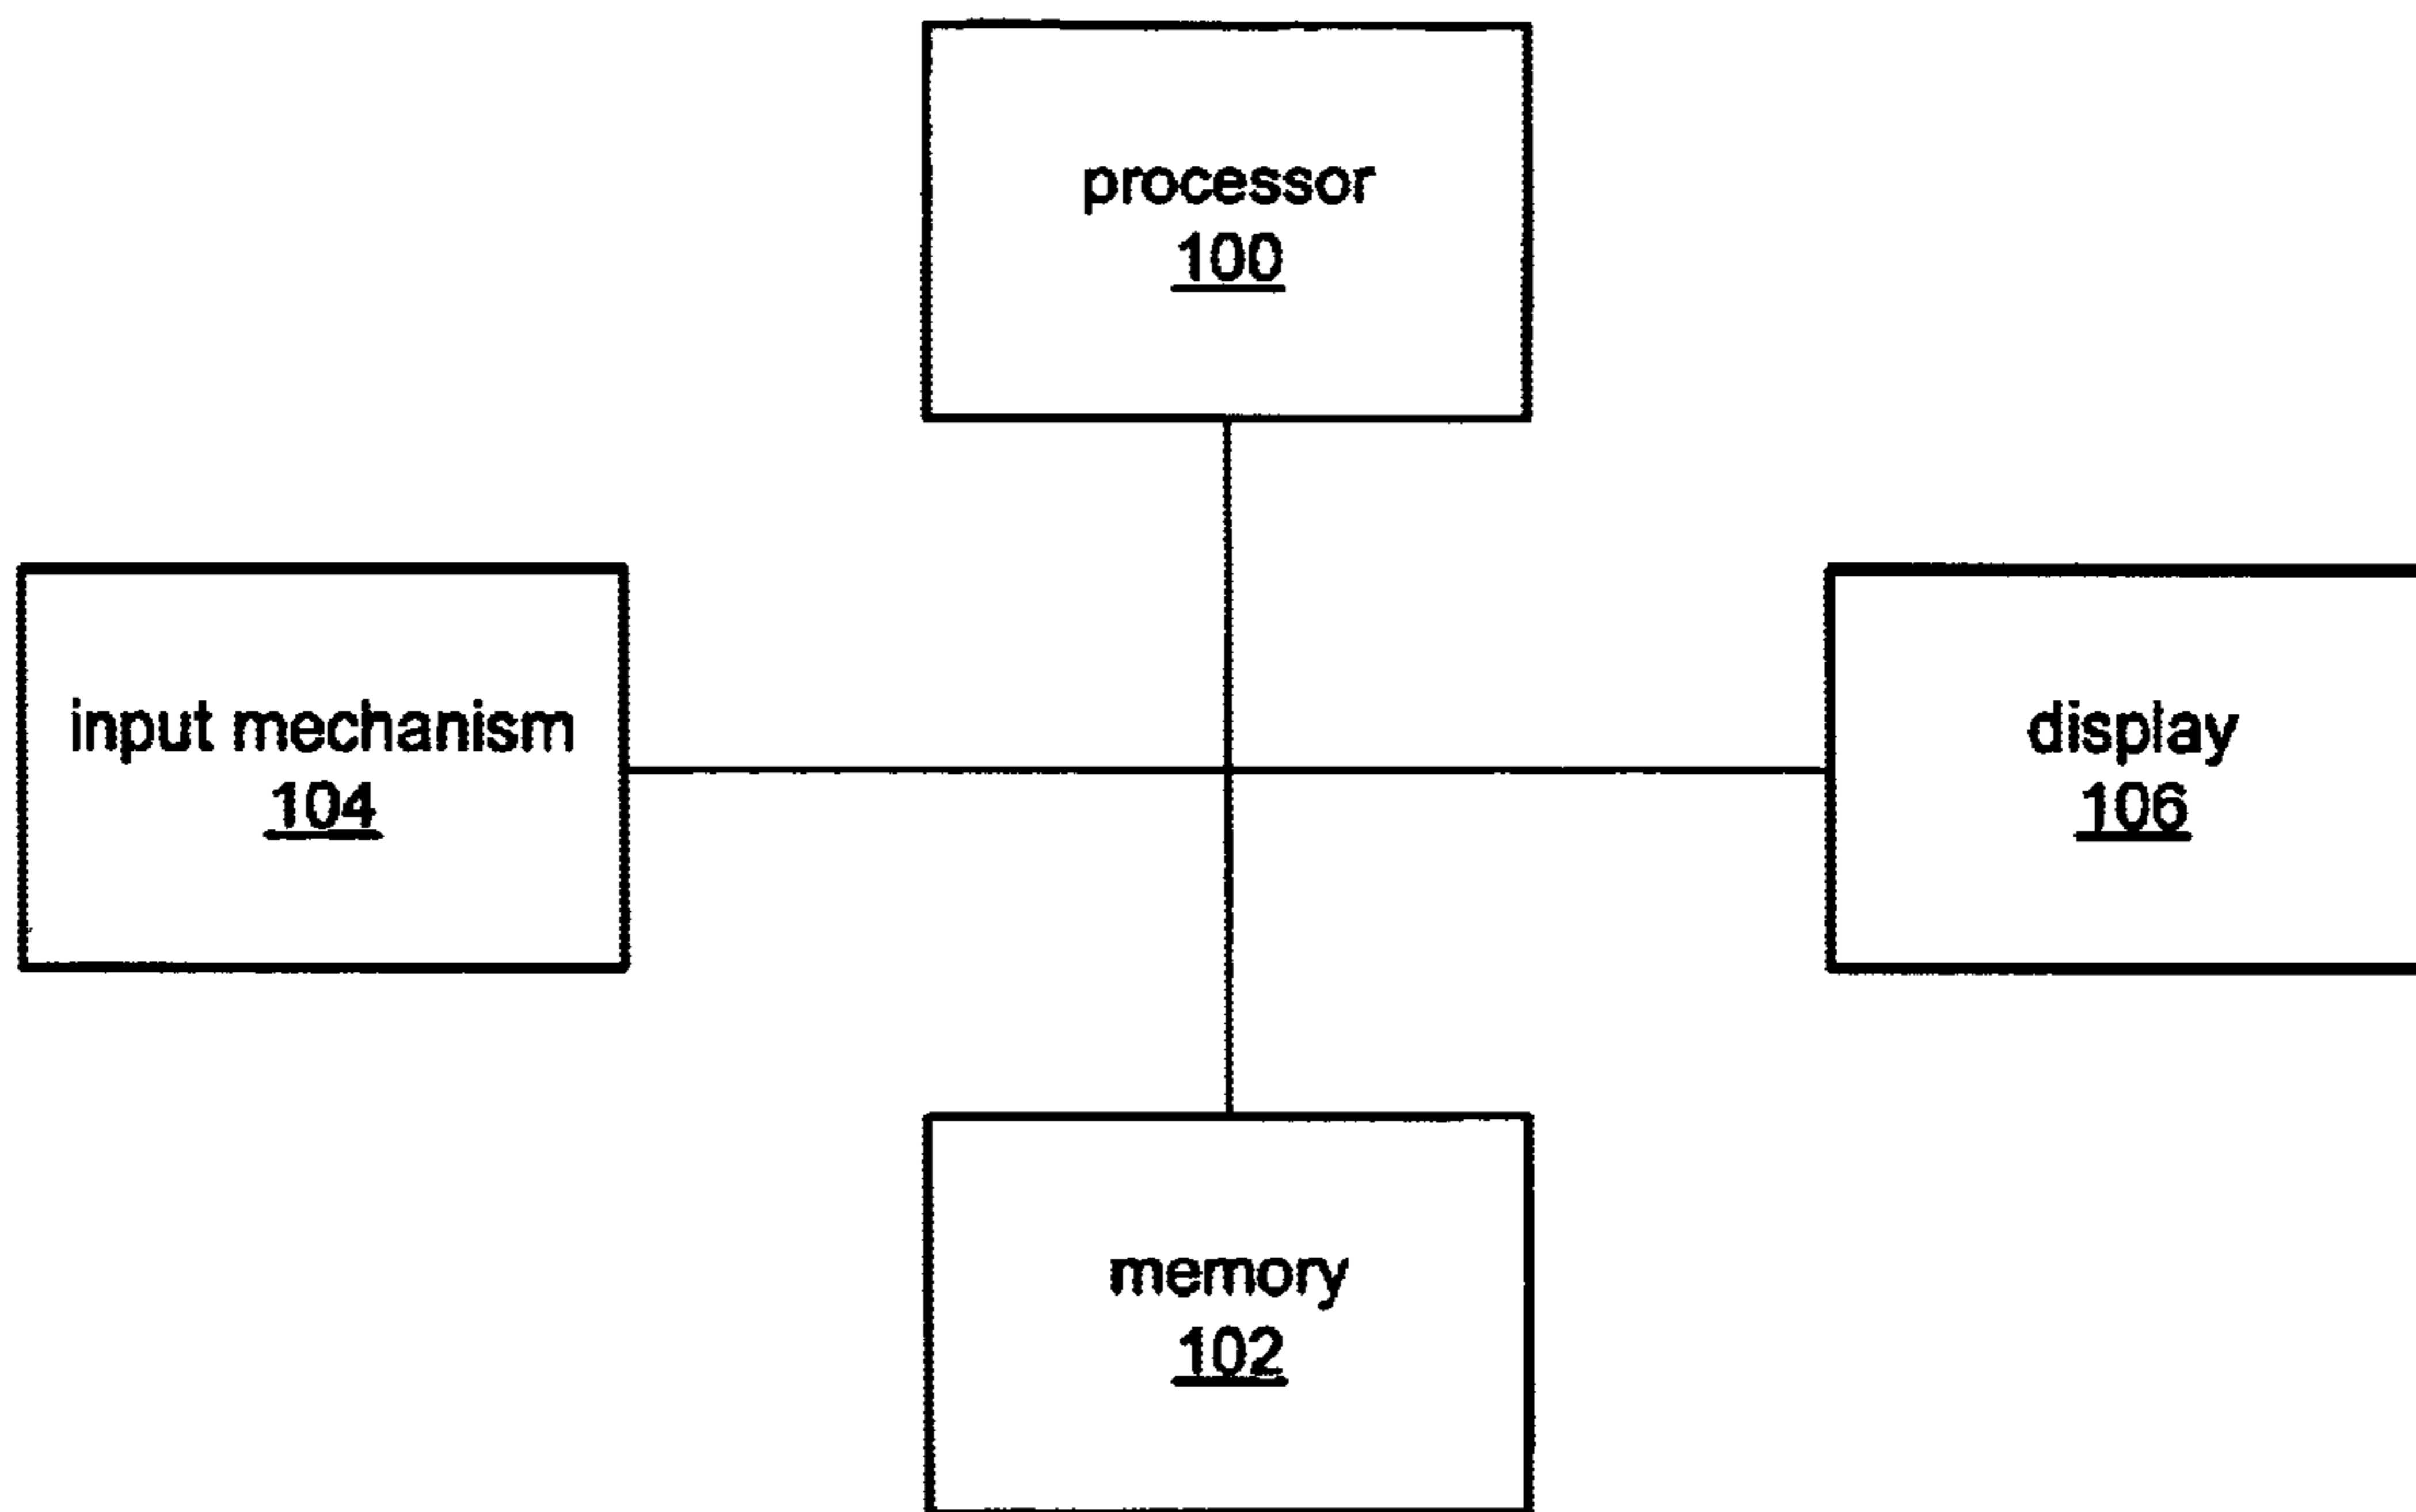 processor
100
input mechanism
104
display
106
memory
102